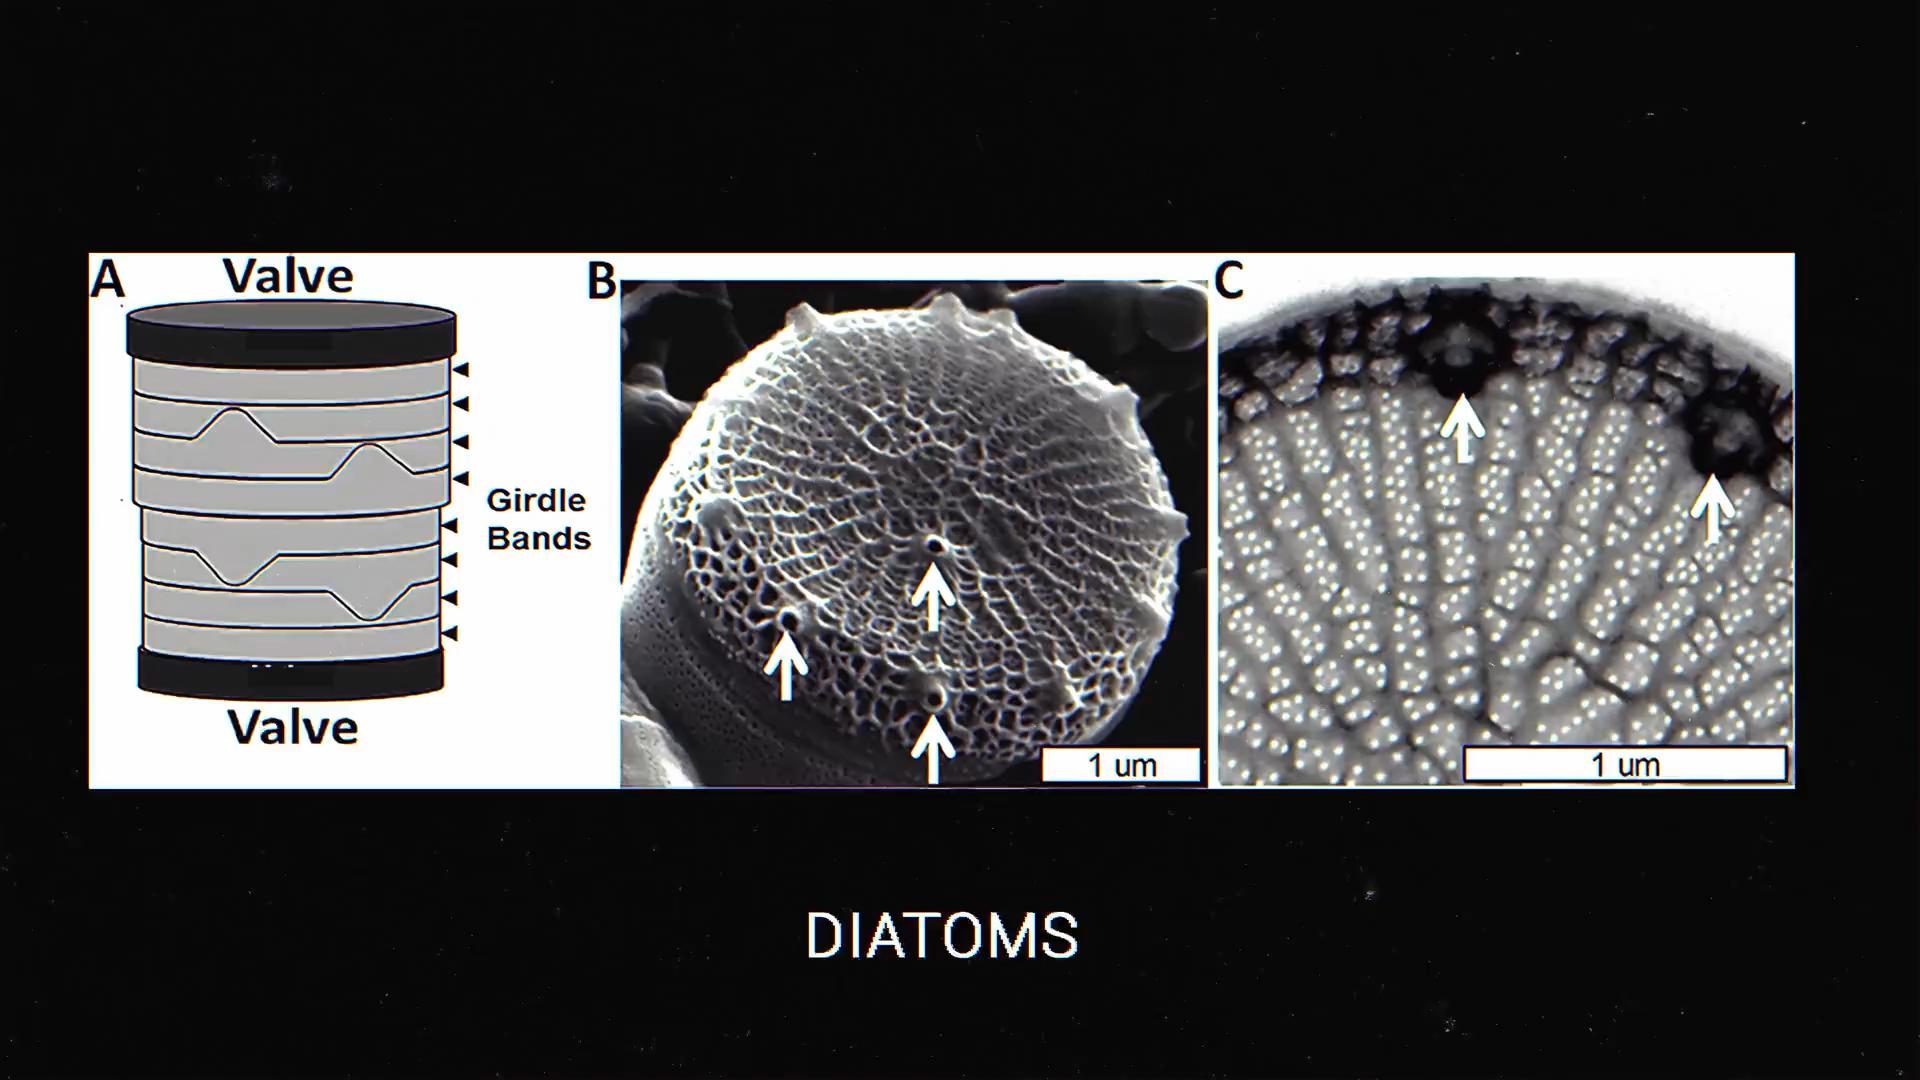 A
Valve
Girdle
Bands
Valve
B
1 um
C
1 um
DIATOMS